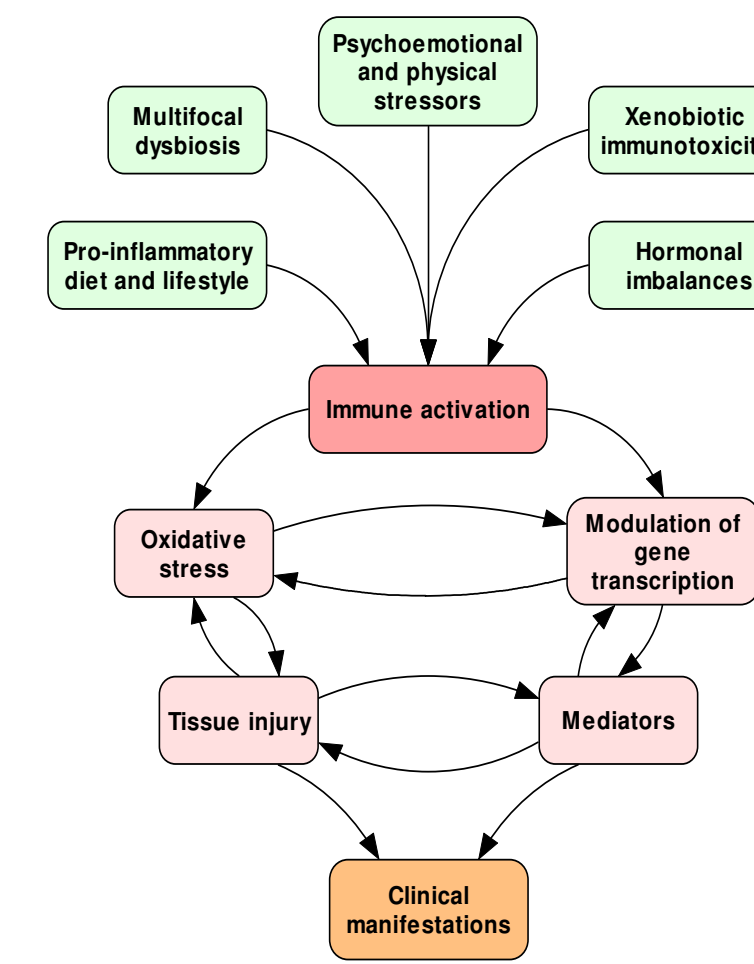 Psychoemotional
and physical
stressors
Multifocal
dysbiosis
Xenobiotic
immunotoxicit
Pro-inflammatory
diet and lifestyle
Hormonal
imbalances
Immune activation
Oxidative
stress
Modulation of
gene
transcription
Tissue injury
Mediators
Clinical
manifestations